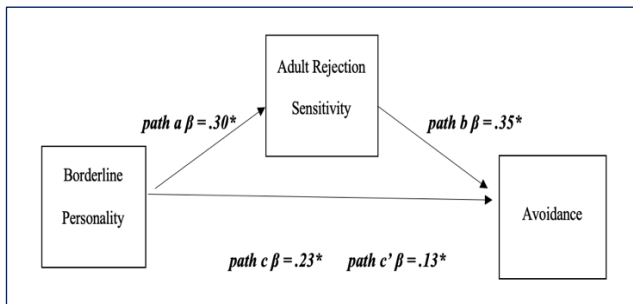 Adult Rejection
Sensitivity
path a β = .30*
path b β = .35*
Borderline
Personality
Avoidance
path c β = .23* path c' β = .13*